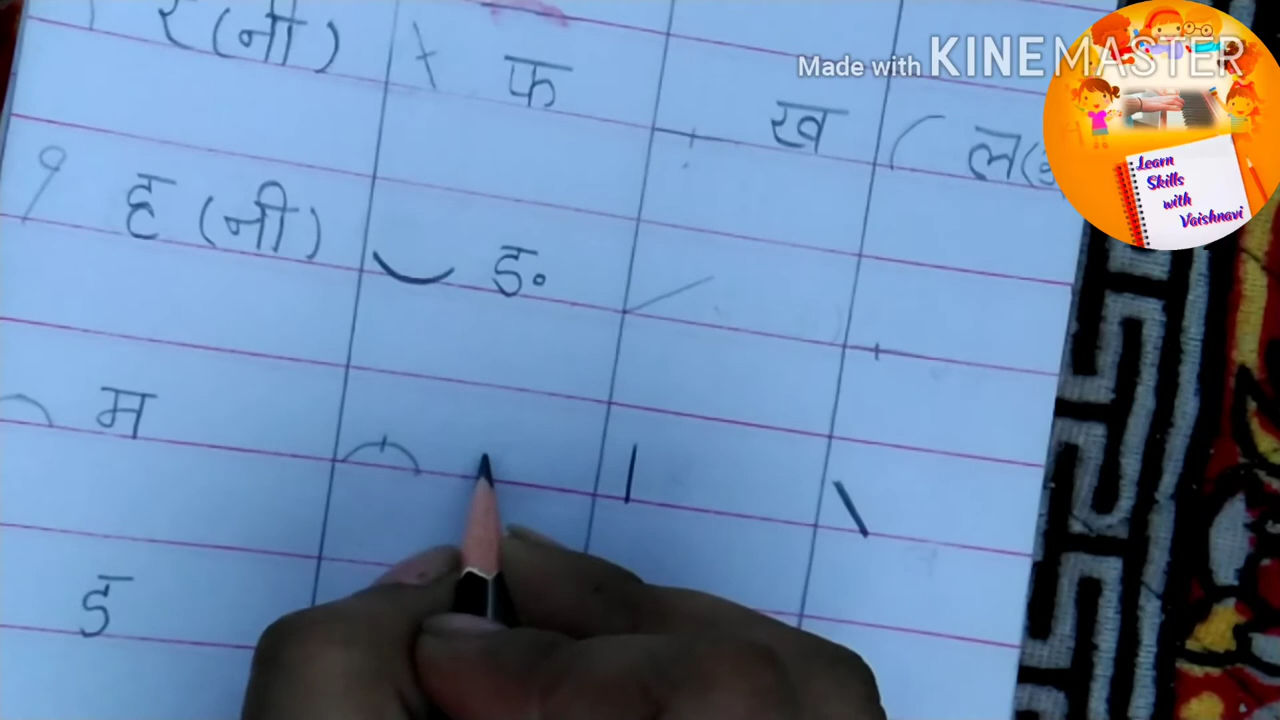 Made with KINEMASTER
र (नी) फ ख ल(
ह (नी) ड॰
म
ड
Learn
Skills
with
Vaishnavi